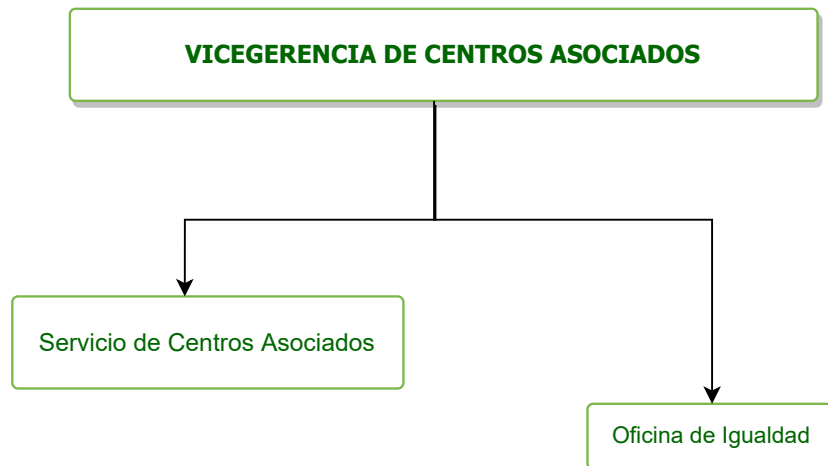 VICEGERENCIA DE CENTROS ASOCIADOS
Servicio de Centros Asociados
Oficina de Igualdad